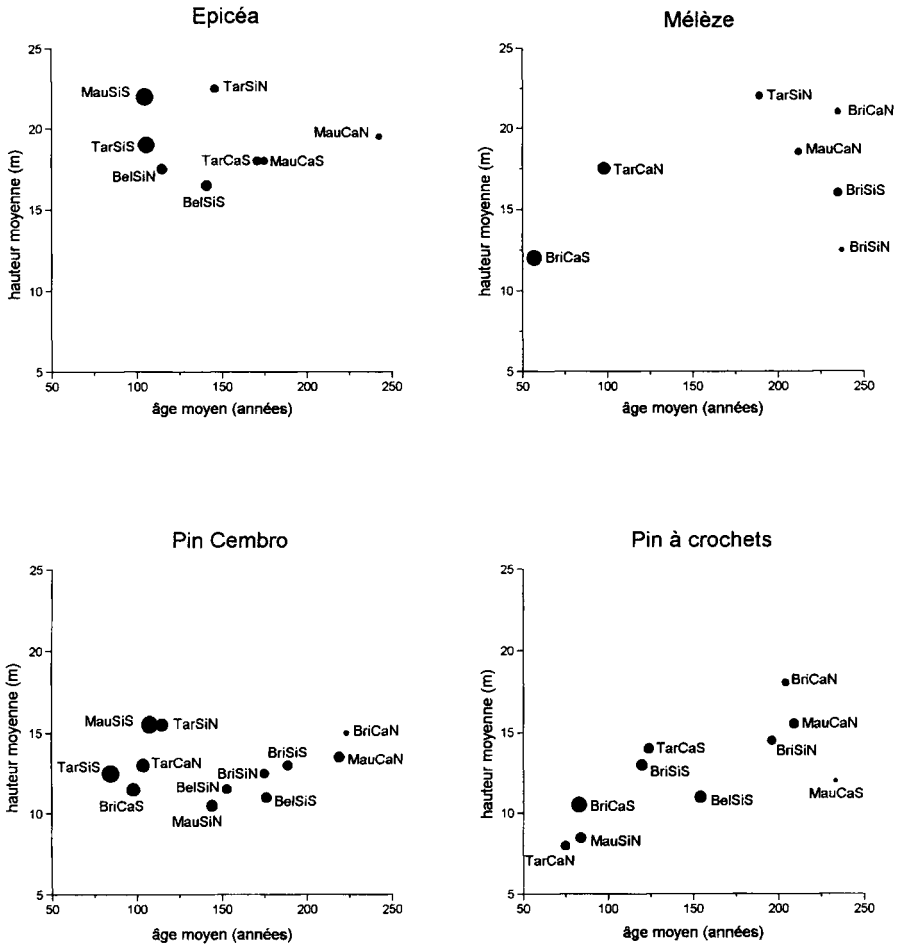 Epicéa
25
20
15
10
5
50
100
150
200
250
hauteur moyenne (m)
âge moyen (années)
MauSiS
TarSiN
TarSiS
BelSiN
TarCaS
MauCaS
MauCaN
BelSiS
Mélèze
25
20
15
10
5
50
100
150
200
250
hauteur moyenne (m)
âge moyen (années)
TarSiN
BriCaN
MauCaN
TarCaN
BriSiS
BriSiN
BriCaS
Pin Cembro
25
20
15
10
5
50
100
150
200
250
hauteur moyenne (m)
âge moyen (années)
MauSiS
TarSiN
BriCaN
TarSiS
TarCaN
BriSiS
MauCaN
BriSiN
BelSiN
BriCaS
BelSiS
MauSiN
Pin à crochets
25
20
15
10
5
50
100
150
200
250
hauteur moyenne (m)
âge moyen (années)
BriCaN
MauCaN
TarCaS
BriSiN
BriSiS
MauCaS
BelSiS
BriCaS
MauSiN
TarCaN